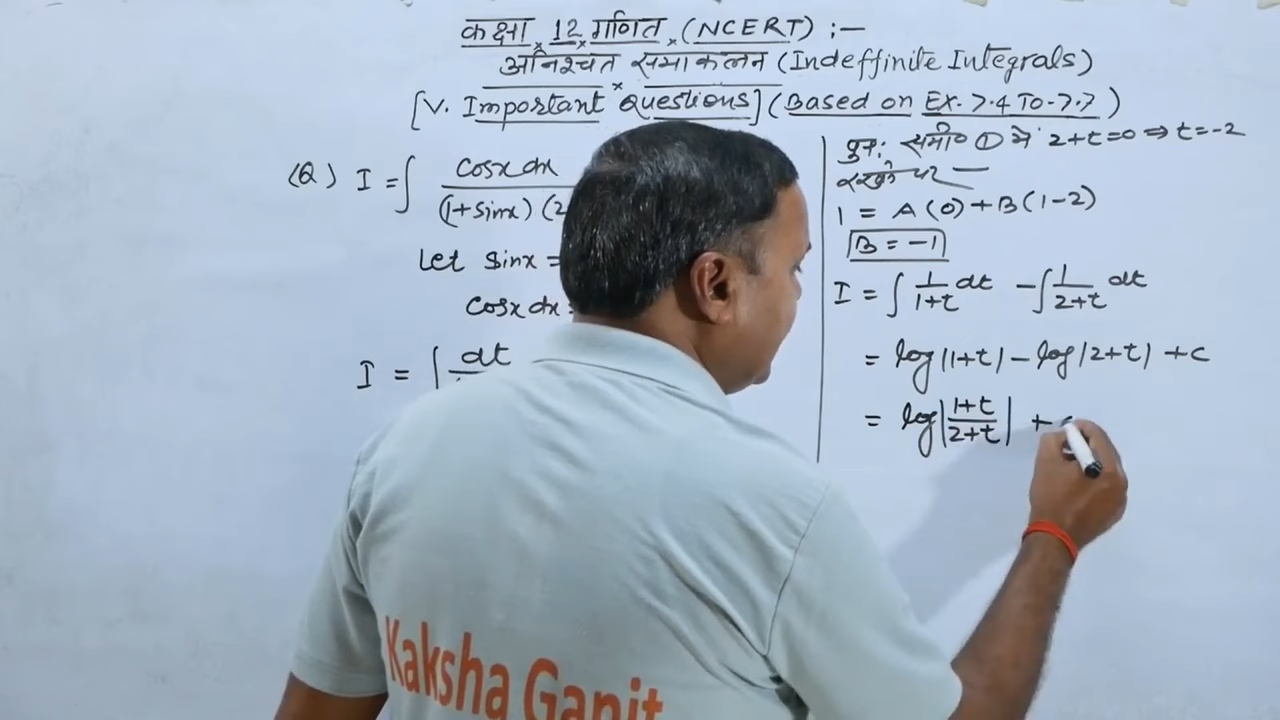 कक्षा 12 गणित (NCERT) :-
अनिश्चत समाकलन (Indeffinite Integrals)
[V. Important Questions] (Based on Ex. 7.4 To-7.7)
(Q) I = ∫ cosx dx / (1+sinx) (2
Let sinx =
cosx dx
I = ∫ dt
पुन: समी० ① में 2+t=0 ⇒ t=-2
रखने पर —
1 = A(0)+B(1-2)
B = -1
I = ∫ 1/1+t dt - ∫ 1/2+t dt
= log|1+t| - log|2+t| + c
= log|1+t/2+t| +
Kaksha Ganit